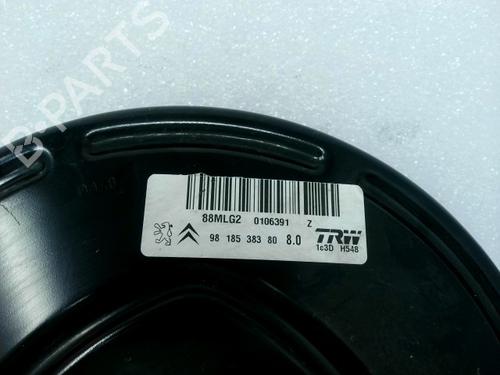 B-PARTS
88MLG2 0106391 Z
98 185 383 80 8.0 TRW
1c3D H548